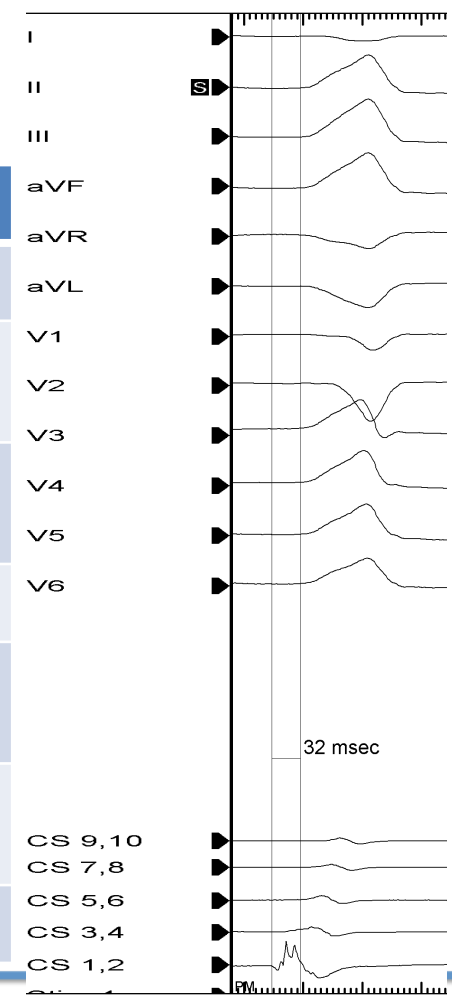 I
II S
III
aVF
aVR
aVL
V1
V2
V3
V4
V5
V6
32 msec
CS 9,10
CS 7,8
CS 5,6
CS 3,4
CS 1,2
PM